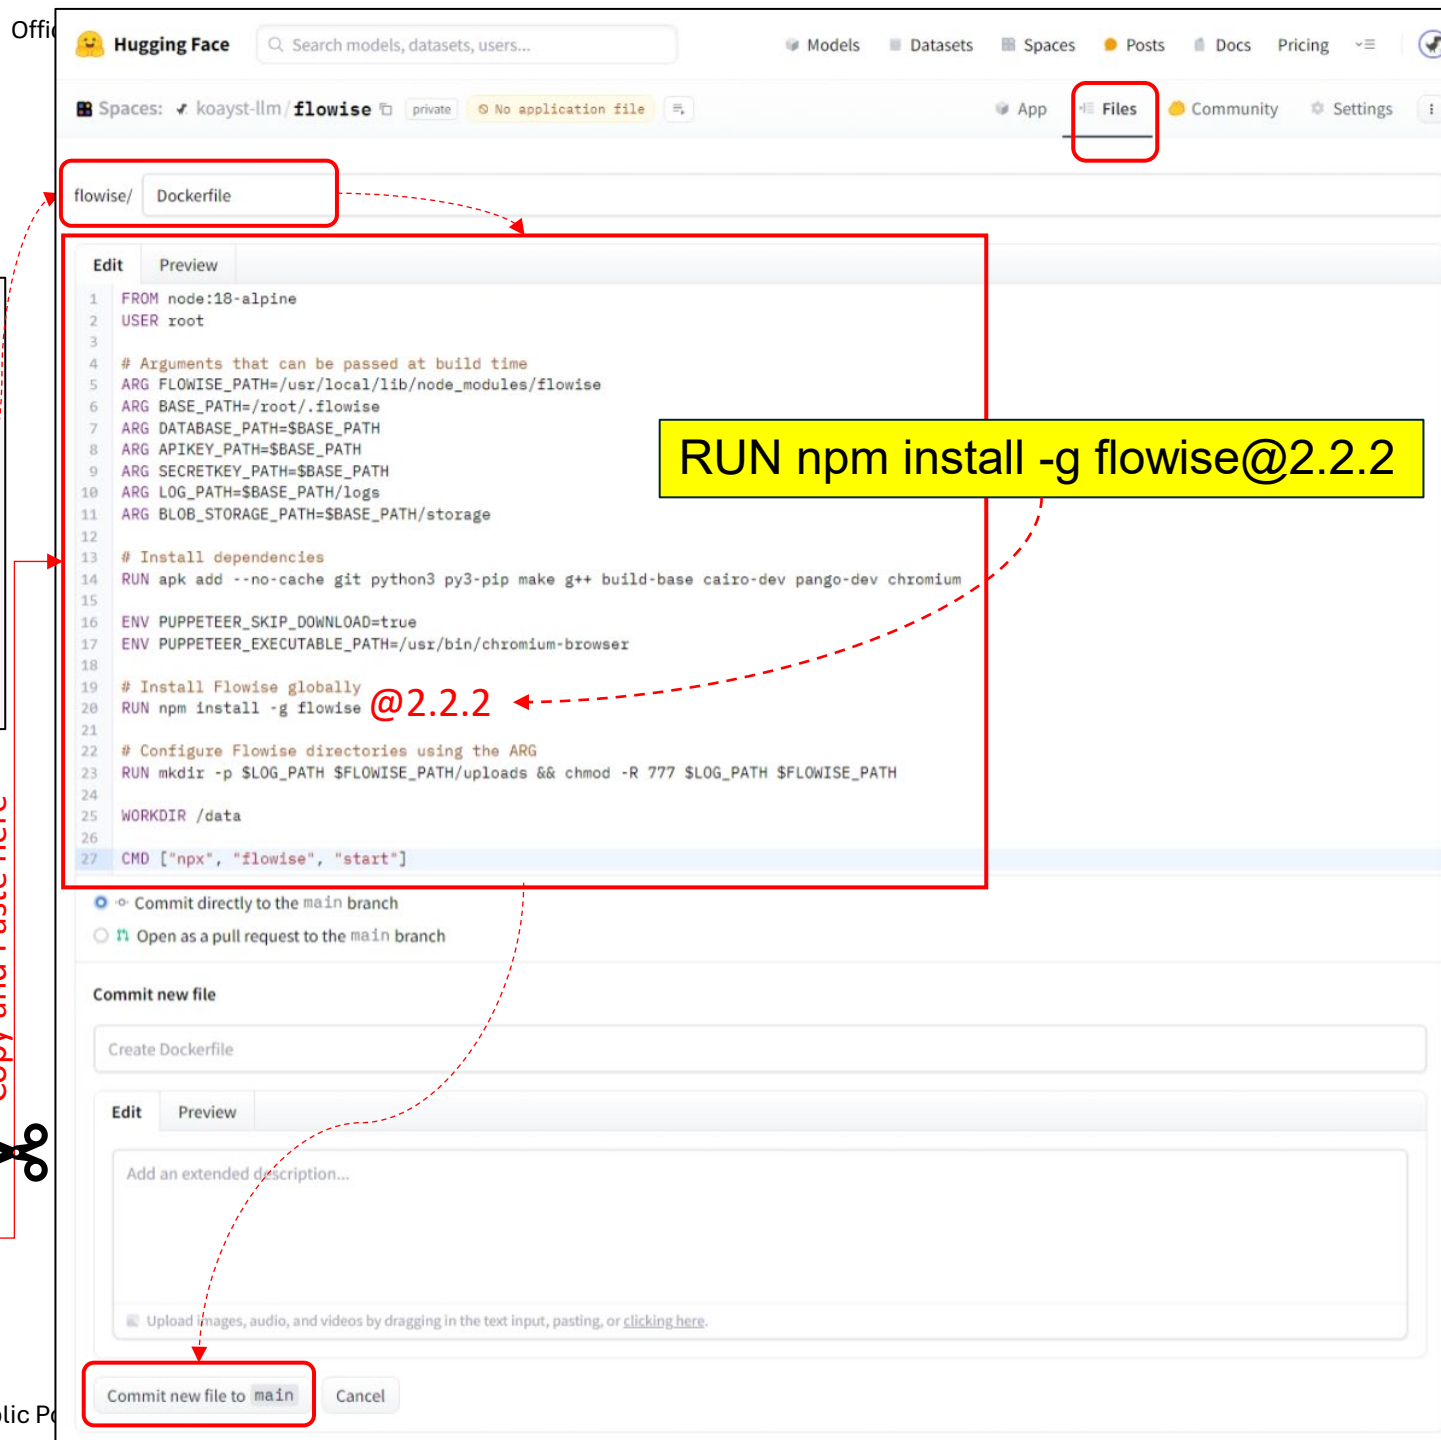 Offic
Hugging Face
Search models, datasets, users...
Models
Datasets
Spaces
Posts
Docs
Pricing
Spaces:
koayst-llm/flowise
private
No application file
App
Files
Community
Settings
flowise/
Dockerfile
Edit
Preview
1 FROM node:18-alpine
2 USER root
3
4 # Arguments that can be passed at build time
5 ARG FLOWISE_PATH=/usr/local/lib/node_modules/flowise
6 ARG BASE_PATH=/root/.flowise
7 ARG DATABASE_PATH=$BASE_PATH
8 ARG APIKEY_PATH=$BASE_PATH
9 ARG SECRETKEY_PATH=$BASE_PATH
10 ARG LOG_PATH=$BASE_PATH/logs
11 ARG BLOB_STORAGE_PATH=$BASE_PATH/storage
12
13 # Install dependencies
14 RUN apk add --no-cache git python3 py3-pip make g++ build-base cairo-dev pango-dev chromium
15
16 ENV PUPPETEER_SKIP_DOWNLOAD=true
17 ENV PUPPETEER_EXECUTABLE_PATH=/usr/bin/chromium-browser
18
19 # Install Flowise globally
20 RUN npm install -g flowise @2.2.2
21
22 # Configure Flowise directories using the ARG
23 RUN mkdir -p $LOG_PATH $FLOWISE_PATH/uploads && chmod -R 777 $LOG_PATH $FLOWISE_PATH
24
25 WORKDIR /data
26
27 CMD ["npx", "flowise", "start"]
RUN npm install -g flowise@2.2.2
Copy and Paste here
Commit directly to the main branch
Open as a pull request to the main branch
Commit new file
Create Dockerfile
Edit
Preview
Add an extended description...
Upload images, audio, and videos by dragging in the text input, pasting, or clicking here.
Commit new file to main
Cancel